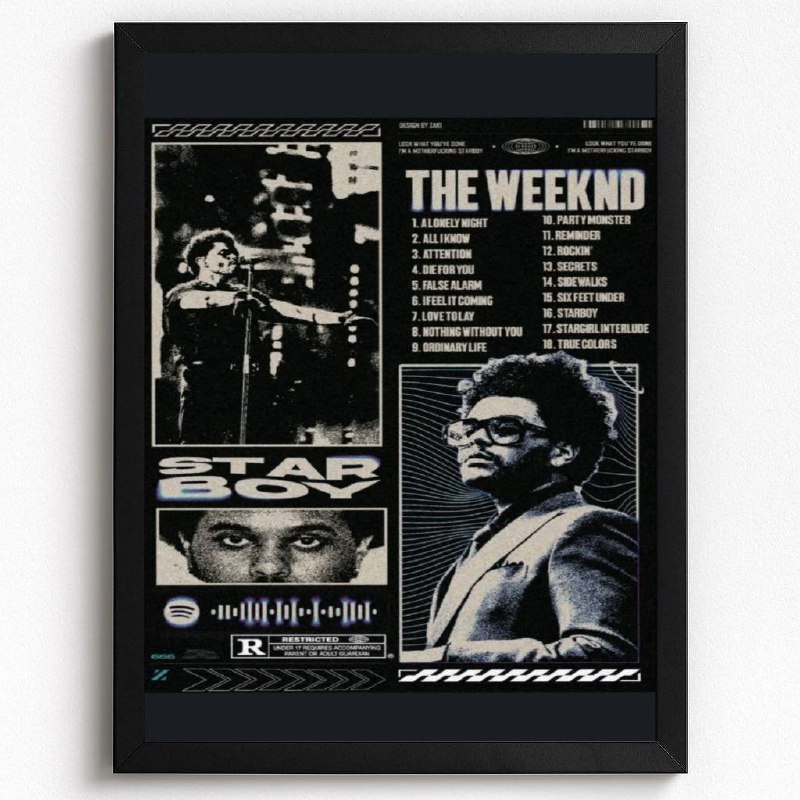 DESIGN BY ZAKI
LOOK WHAT YOU'VE DONE
I'M A MOTHERFUCKING STARBOY
LOOK WHAT YOU'VE DONE
I'M A MOTHERFUCKING STARBOY
THE WEEKND
1. A LONELY NIGHT
2. ALL I KNOW
3. ATTENTION
4. DIE FOR YOU
5. FALSE ALARM
6. I FEEL IT COMING
7. LOVE TO LAY
8. NOTHING WITHOUT YOU
9. ORDINARY LIFE
10. PARTY MONSTER
11. REMINDER
12. ROCKIN'
13. SECRETS
14. SIDEWALKS
15. SIX FEET UNDER
16. STARBOY
17. STARGIRL INTERLUDE
18. TRUE COLORS
STAR
BOY
R
RESTRICTED
UNDER 17 REQUIRES ACCOMPANYING
PARENT OR ADULT GUARDIAN
666